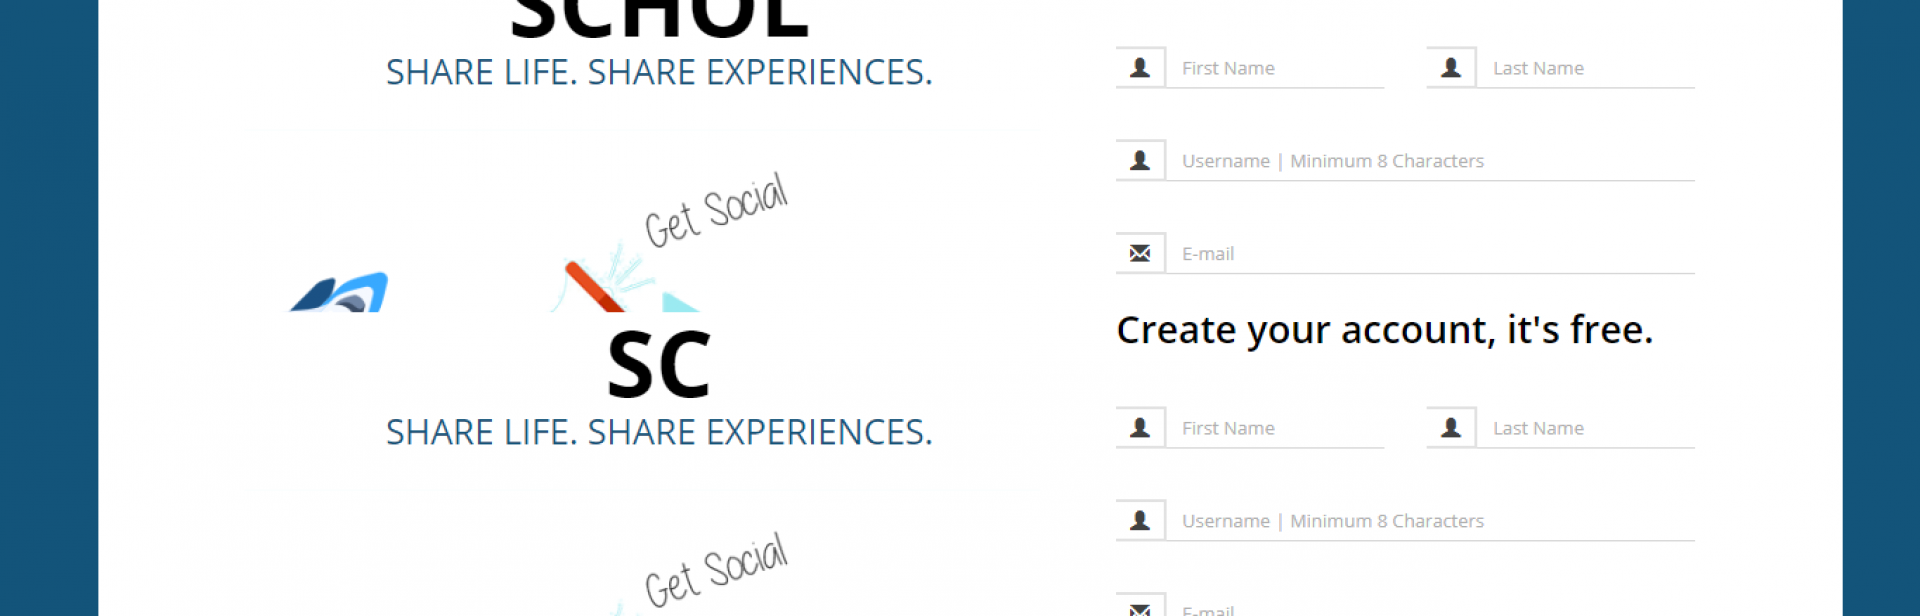 SCHOL
SHARE LIFE. SHARE EXPERIENCES.
First Name
Last Name
Username | Minimum 8 Characters
Get Social
E-mail
Create your account, it's free.
SC
SHARE LIFE. SHARE EXPERIENCES.
First Name
Last Name
Username | Minimum 8 Characters
Get Social
E-mail